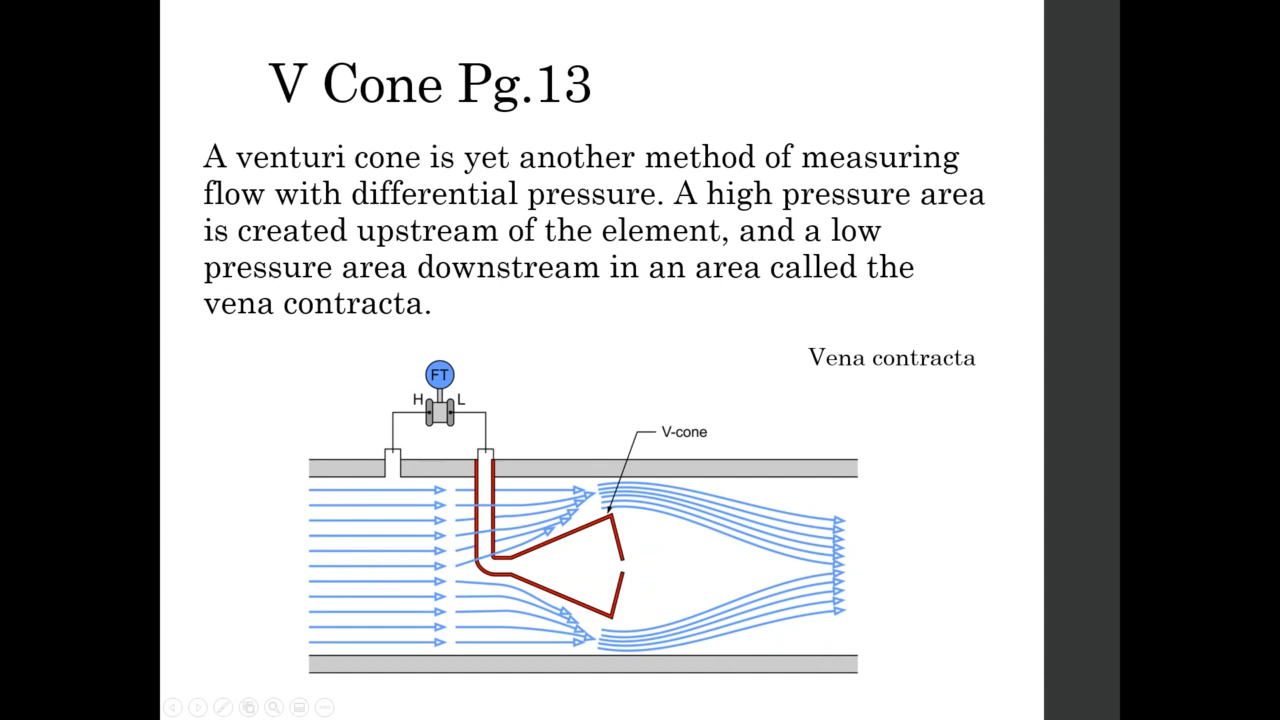 V Cone Pg.13
A venturi cone is yet another method of measuring
flow with differential pressure. A high pressure area
is created upstream of the element, and a low
pressure area downstream in an area called the
vena contracta.
Vena contracta
FT
H L
V-cone